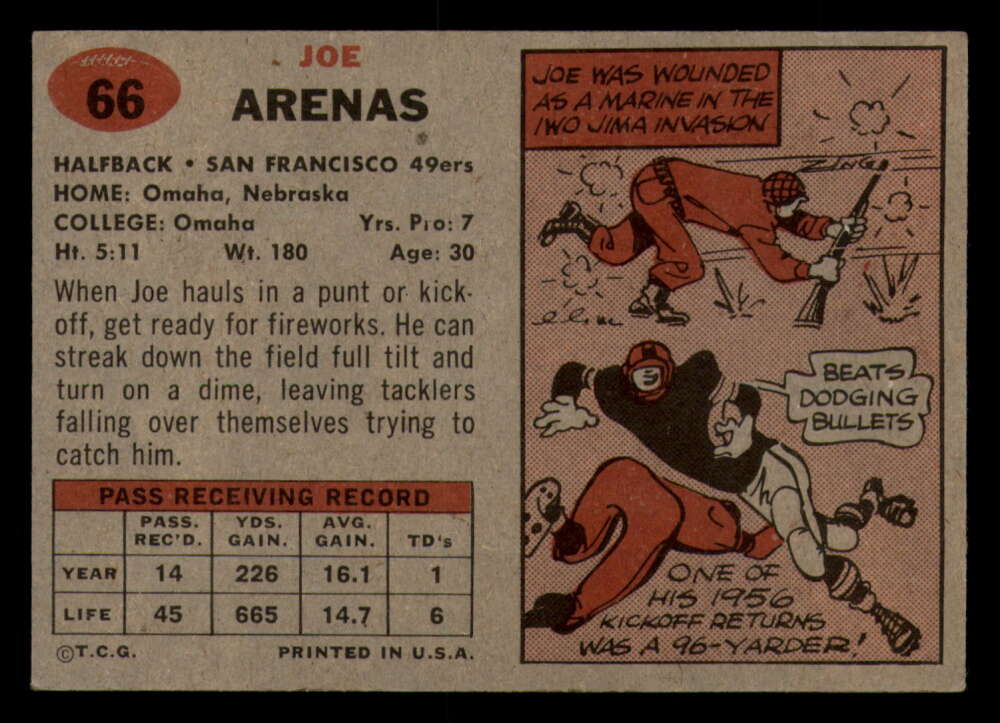 66
JOE
ARENAS
HALFBACK • SAN FRANCISCO 49ers
HOME: Omaha, Nebraska
COLLEGE: Omaha Yrs. Pro: 7
Ht. 5:11 Wt. 180 Age: 30
When Joe hauls in a punt or kick-
off, get ready for fireworks. He can
streak down the field full tilt and
turn on a dime, leaving tacklers
falling over themselves trying to
catch him.
PASS RECEIVING RECORD
PASS. REC'D. YDS. GAIN. AVG. GAIN. TD's
YEAR 14 226 16.1 1
LIFE 45 665 14.7 6
©T.C.G. PRINTED IN U.S.A.
JOE WAS WOUNDED
AS A MARINE IN THE
IWO JIMA INVASION
ZING!
BEATS
DODGING
BULLETS
ONE OF
HIS 1956
KICKOFF RETURNS
WAS A 96-YARDER!